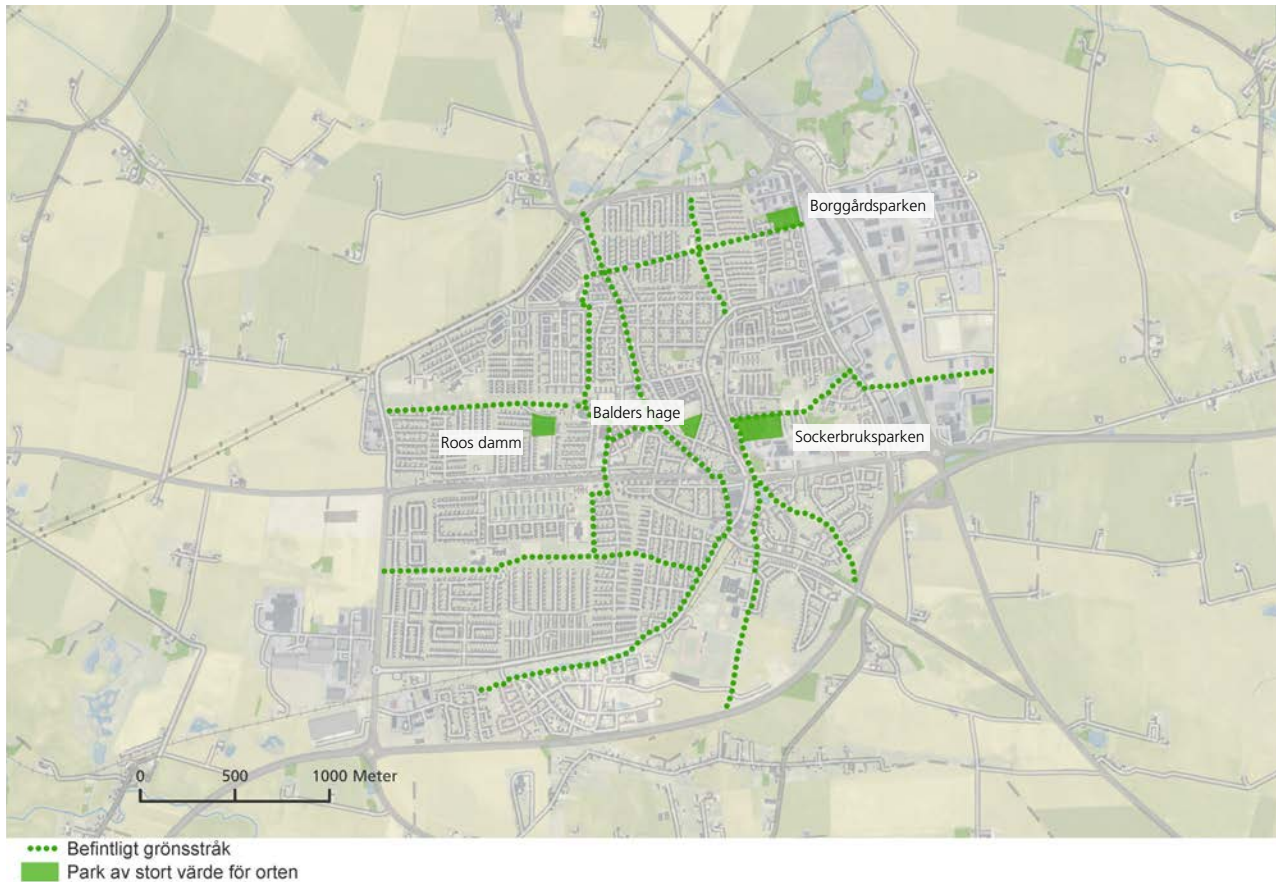 Borggårdsparken
Balders hage
Roos damm
Sockerbruksparken
0 500 1000 Meter
Befintligt grönsstråk
Park av stort värde för orten